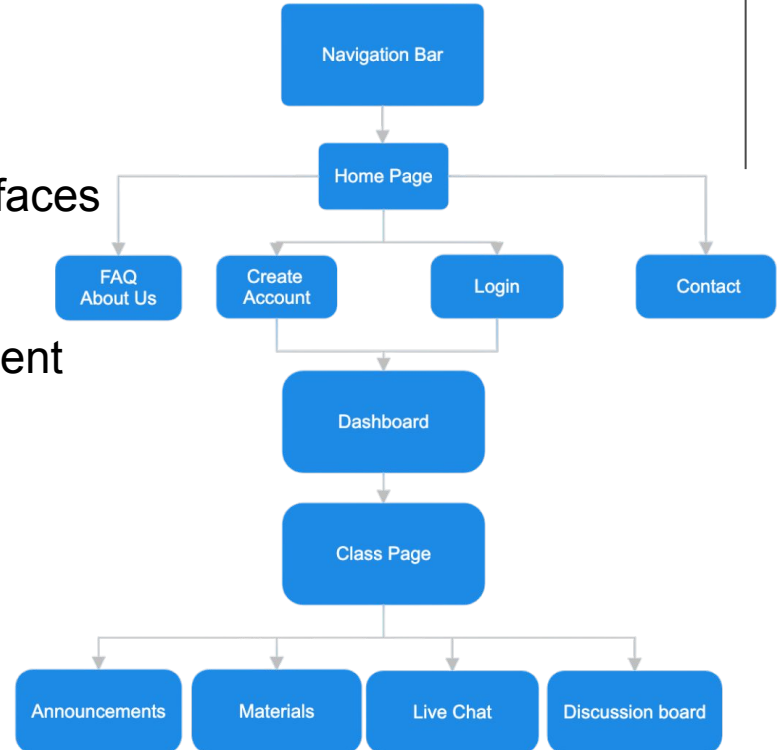 Navigation Bar
Home Page
faces
FAQ
About Us
Create
Account
Login
Contact
ent
Dashboard
Class Page
Announcements
Materials
Live Chat
Discussion board